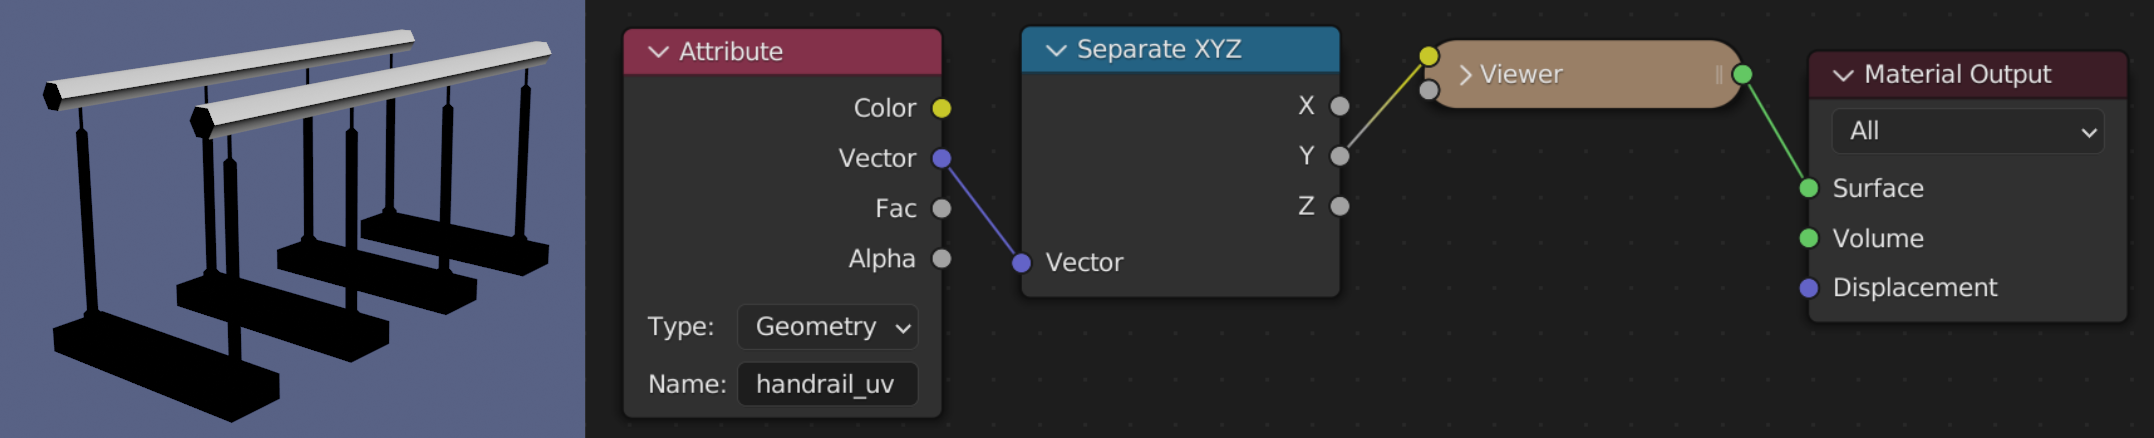 Attribute
Color
Vector
Fac
Alpha
Type: Geometry
Name: handrail_uv
Separate XYZ
X
Y
Z
Vector
Viewer
Material Output
All
Surface
Volume
Displacement